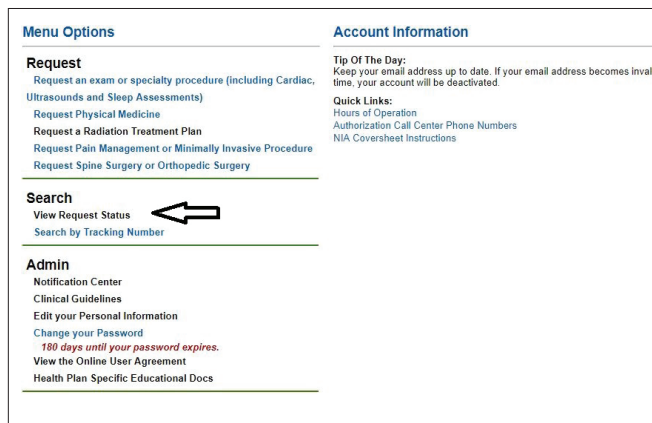 Menu Options
Request
Request an exam or specialty procedure (including Cardiac,
Ultrasounds and Sleep Assessments)
Request Physical Medicine
Request a Radiation Treatment Plan
Request Pain Management or Minimally Invasive Procedure
Request Spine Surgery or Orthopedic Surgery
Search
View Request Status
Search by Tracking Number
Admin
Notification Center
Clinical Guidelines
Edit your Personal Information
Change your Password
180 days until your password expires.
View the Online User Agreement
Health Plan Specific Educational Docs
Account Information
Tip Of The Day:
Keep your email address up to date. If your email address becomes
time, your account will be deactivated.
Quick Links:
Hours of Operation
Authorization Call Center Phone Numbers
NIA Coversheet Instructions